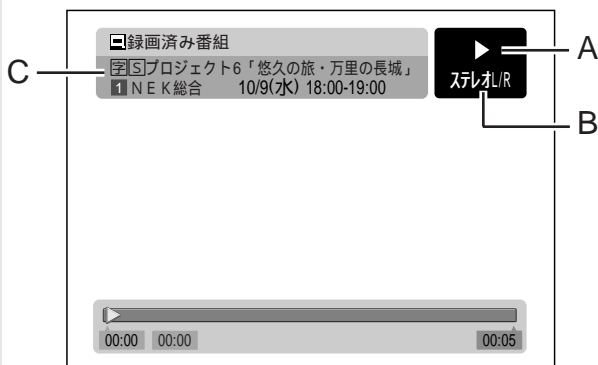 録画済み番組
字Sプロジェクト6「悠久の旅・万里の長城」
1 NEK総合 10/9(水) 18:00-19:00
ステレオL/R
A
B
C
00:00 00:00 00:05